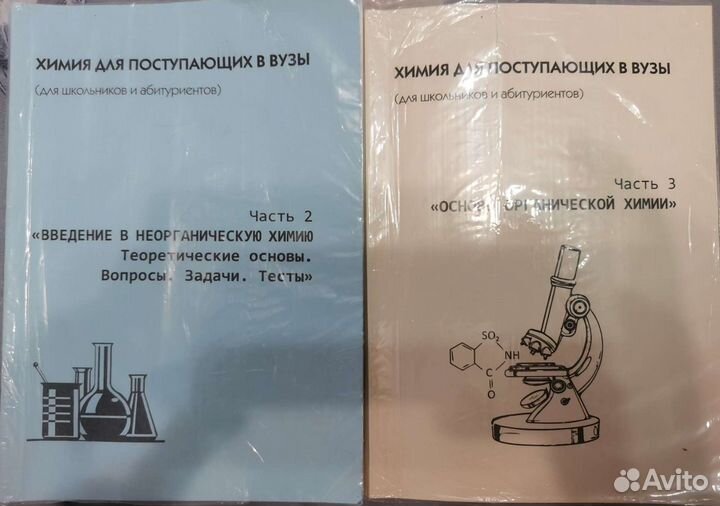 ХИМИЯ ДЛЯ ПОСТУПАЮЩИХ В ВУЗЫ
(для школьников и абитуриентов)
Часть 2
«ВВЕДЕНИЕ В НЕОРГАНИЧЕСКУЮ ХИМИЮ
Теоретические основы.
Вопросы. Задачи. Тесты»
ХИМИЯ ДЛЯ ПОСТУПАЮЩИХ В ВУЗЫ
(для школьников и абитуриентов)
Часть 3
ОРГАНИЧЕСКОЙ ХИМИИ»
SO₂
NH
C
O
Avito